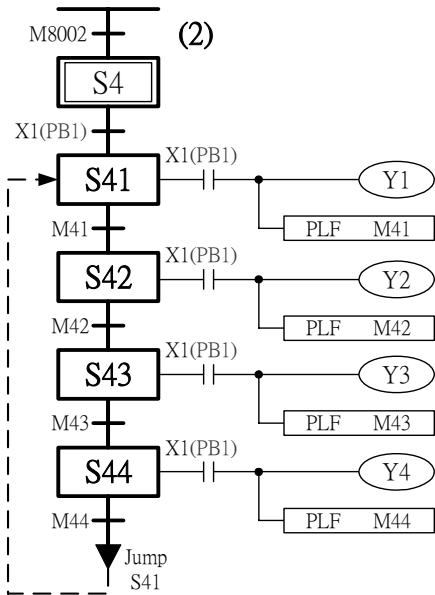 M8002 (2)
S4
X1(PB1)
X1(PB1)
S41 Y1
M41 PLF M41
X1(PB1)
S42 Y2
M42 PLF M42
X1(PB1)
S43 Y3
M43 PLF M43
X1(PB1)
S44 Y4
M44 PLF M44
Jump
S41